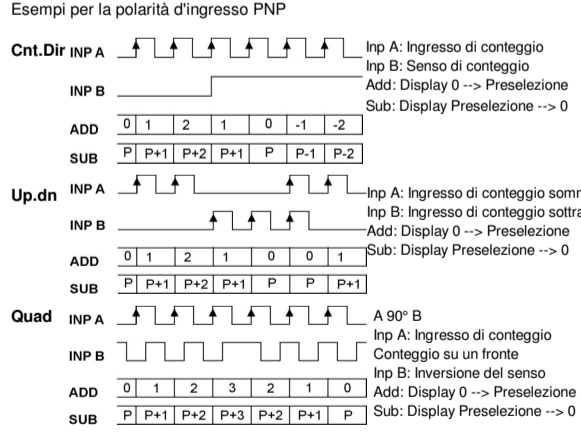 Esempi per la polarità d'ingresso PNP
Cnt.Dir INP A
Inp A: Ingresso di conteggio
INP B
Inp B: Senso di conteggio
Add: Display 0 --> Preselezione
Sub: Display Preselezione --> 0
ADD 0 1 2 1 0 -1 -2
SUB P P+1 P+2 P+1 P P-1 P-2
Up.dn INP A
Inp A: Ingresso di conteggio
INP B
Inp B: Ingresso di conteggio
Add: Display 0 --> Preselezione
Sub: Display Preselezione --> 0
ADD 0 1 2 1 0 0 1
SUB P P+1 P+2 P+1 P P P+1
Quad INP A
A 90° B
Inp A: Ingresso di conteggio
INP B
Conteggio su un fronte
Inp B: Inversione del senso
Add: Display 0 --> Preselezione
Sub: Display Preselezione --> 0
ADD 0 1 2 3 2 1 0
SUB P P+1 P+2 P+3 P+2 P+1 P